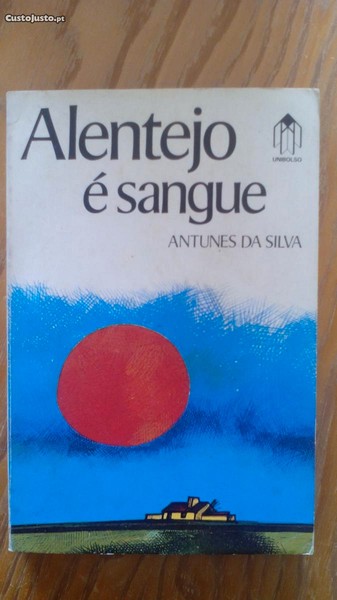 CustoJusto.pt
Alentejo
é sangue
UNIBOLSO
ANTUNES DA SILVA